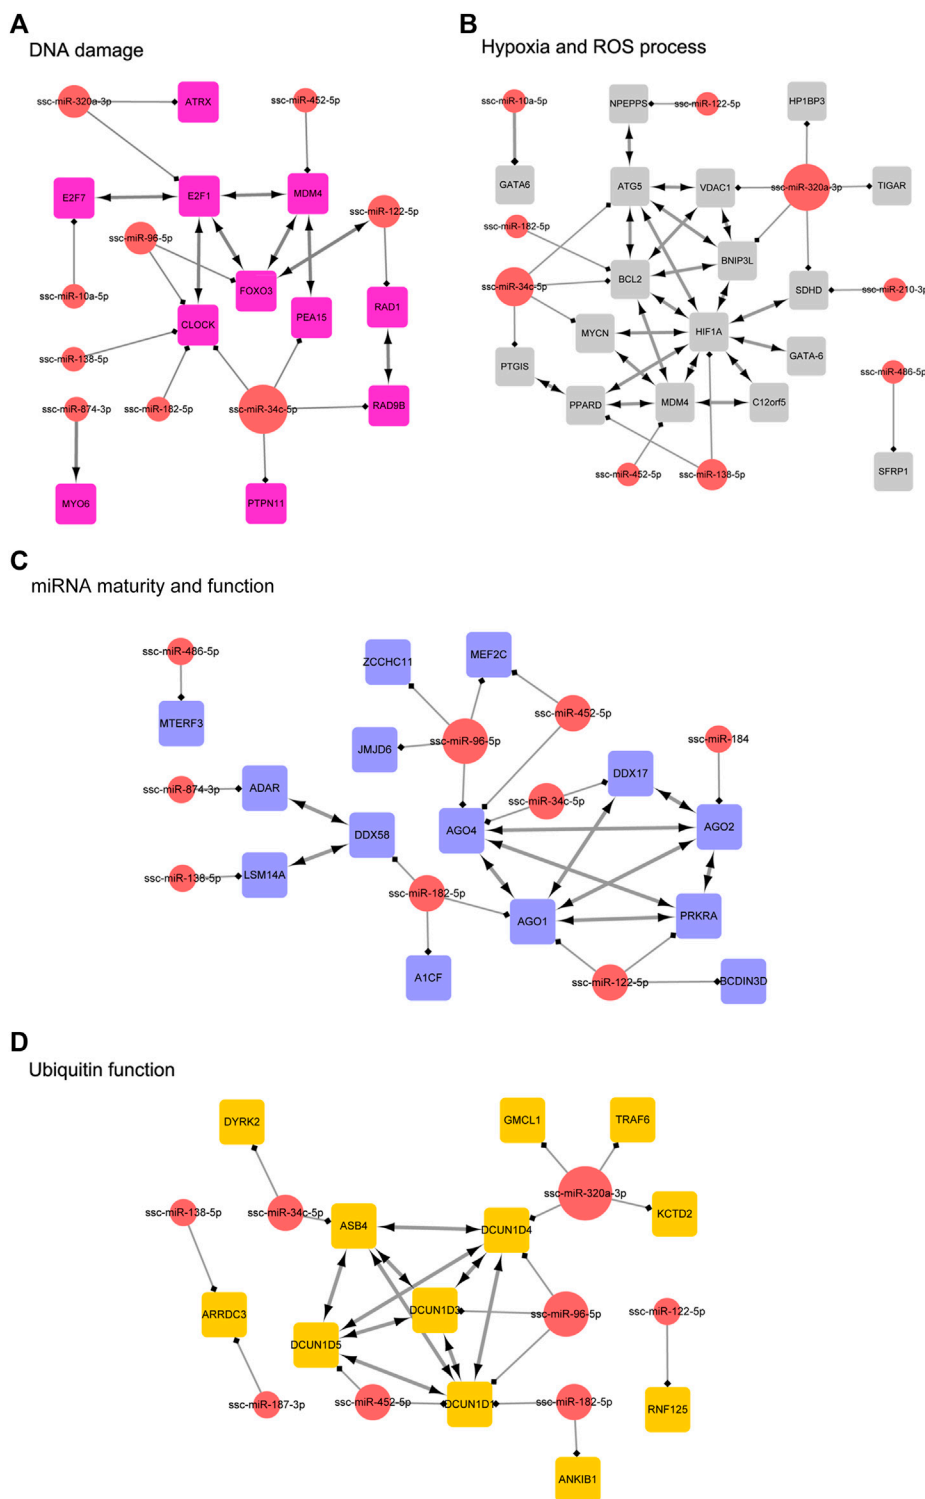 A
DNA damage
ssc-miR-320a-3p
ATRX
ssc-miR-452-5p
E2F7
E2F1
MDM4
ssc-miR-122-5p
ssc-miR-96-5p
ssc-miR-10a-5p
FOXO3
PEA15
RAD1
CLOCK
ssc-miR-138-5p
ssc-miR-874-3p
ssc-miR-182-5p
ssc-miR-34c-5p
RAD9B
MYO6
PTPN11
B
Hypoxia and ROS process
ssc-miR-10a-5p
NPEPPS
ssc-miR-122-5p
HP1BP3
GATA6
ATG5
VDAC1
ssc-miR-320a-3p
TIGAR
ssc-miR-182-5p
BNIP3L
ssc-miR-34c-5p
BCL2
SDHD
ssc-miR-210-3p
MYCN
HIF1A
PTGIS
GATA-6
ssc-miR-486-5p
PPARD
MDM4
C12orf5
ssc-miR-452-5p
ssc-miR-138-5p
SFRP1
C
miRNA maturity and function
ssc-miR-486-5p
ZCCHC11
MEF2C
MTERF3
JMJD6
ssc-miR-96-5p
ssc-miR-452-5p
ssc-miR-184
ssc-miR-874-3p
ADAR
ssc-miR-34c-5p
DDX17
DDX58
AGO4
AGO2
ssc-miR-138-5p
LSM14A
ssc-miR-182-5p
AGO1
PRKRA
A1CF
ssc-miR-122-5p
BCDIN3D
D
Ubiquitin function
DYRK2
GMCL1
TRAF6
ssc-miR-320a-3p
ssc-miR-138-5p
ssc-miR-34c-5p
ASB4
DCUN1D4
KCTD2
ARRDC3
DCUN1D3
ssc-miR-96-5p
ssc-miR-122-5p
DCUN1D5
ssc-miR-187-3p
ssc-miR-452-5p
DCUN1D1
ssc-miR-182-5p
RNF125
ANKIB1